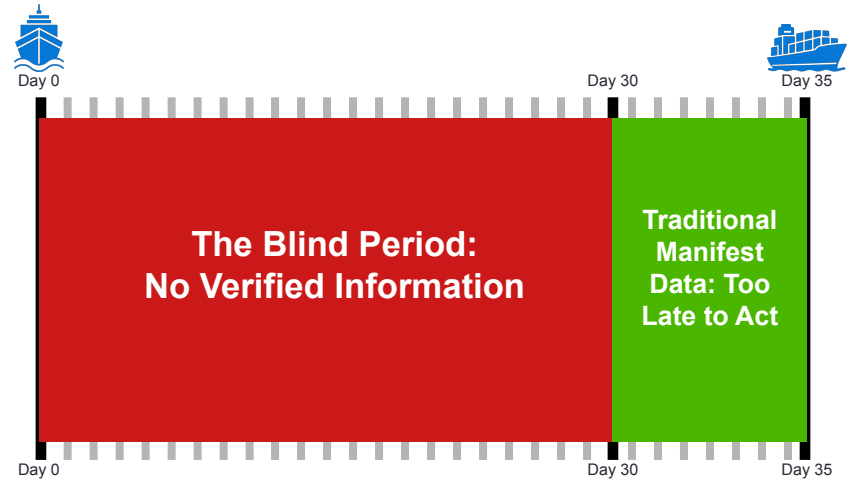 Day 0
Day 30
Day 35
The Blind Period:
No Verified Information
Traditional
Manifest
Data: Too
Late to Act
Day 0
Day 30
Day 35